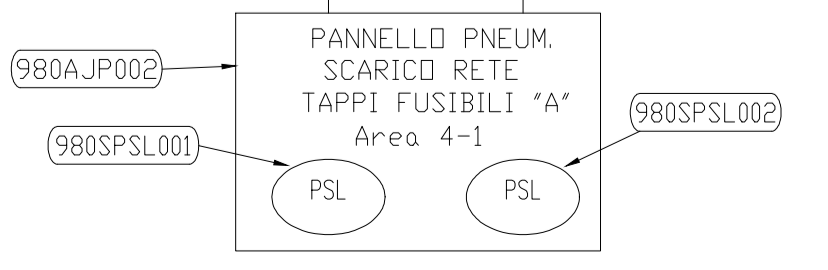 PANNELLO PNEUM.
SCARICO RETE
TAPPI FUSIBILI "A"
Area 4-1
980AJP002
980SPSL002
980SPSL001
PSL
PSL